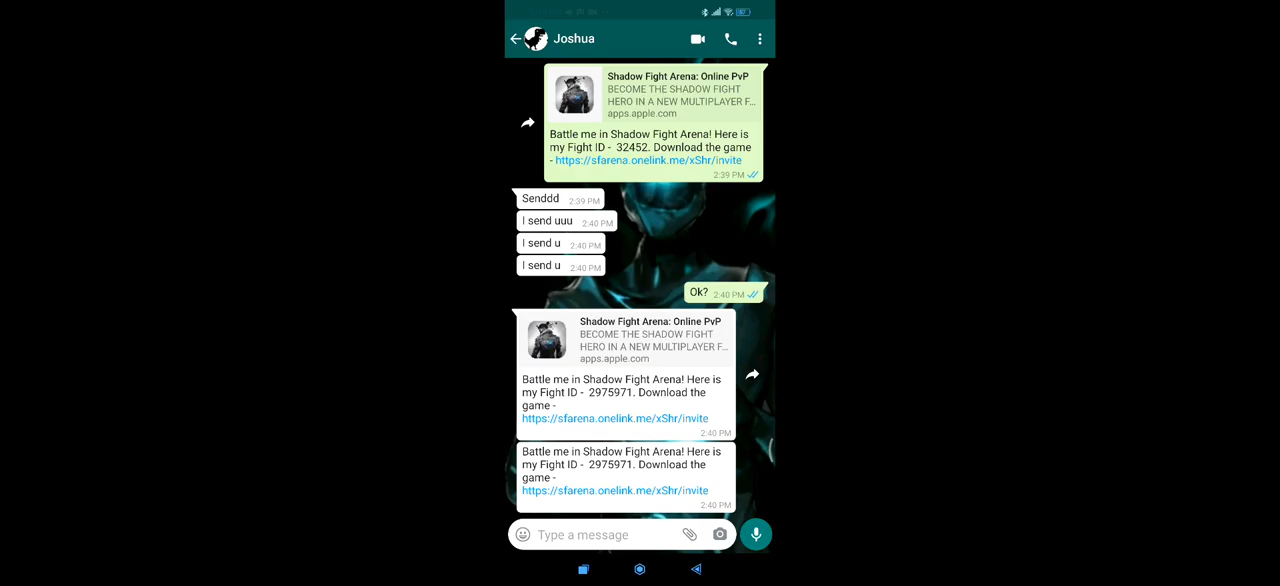 Joshua
Shadow Fight Arena: Online PvP
BECOME THE SHADOW FIGHT
HERO IN A NEW MULTIPLAYER F...
apps.apple.com
Battle me in Shadow Fight Arena! Here is
my Fight ID -  32452. Download the game
- https://sfarena.onelink.me/xShr/invite
2:39 PM
Senddd 2:39 PM
I send uuu 2:40 PM
I send u 2:40 PM
I send u 2:40 PM
Ok? 2:40 PM
Shadow Fight Arena: Online PvP
BECOME THE SHADOW FIGHT
HERO IN A NEW MULTIPLAYER F...
apps.apple.com
Battle me in Shadow Fight Arena! Here is
my Fight ID -  2975971. Download the
game -
https://sfarena.onelink.me/xShr/invite
2:40 PM
Battle me in Shadow Fight Arena! Here is
my Fight ID -  2975971. Download the
game -
https://sfarena.onelink.me/xShr/invite
2:40 PM
Type a message